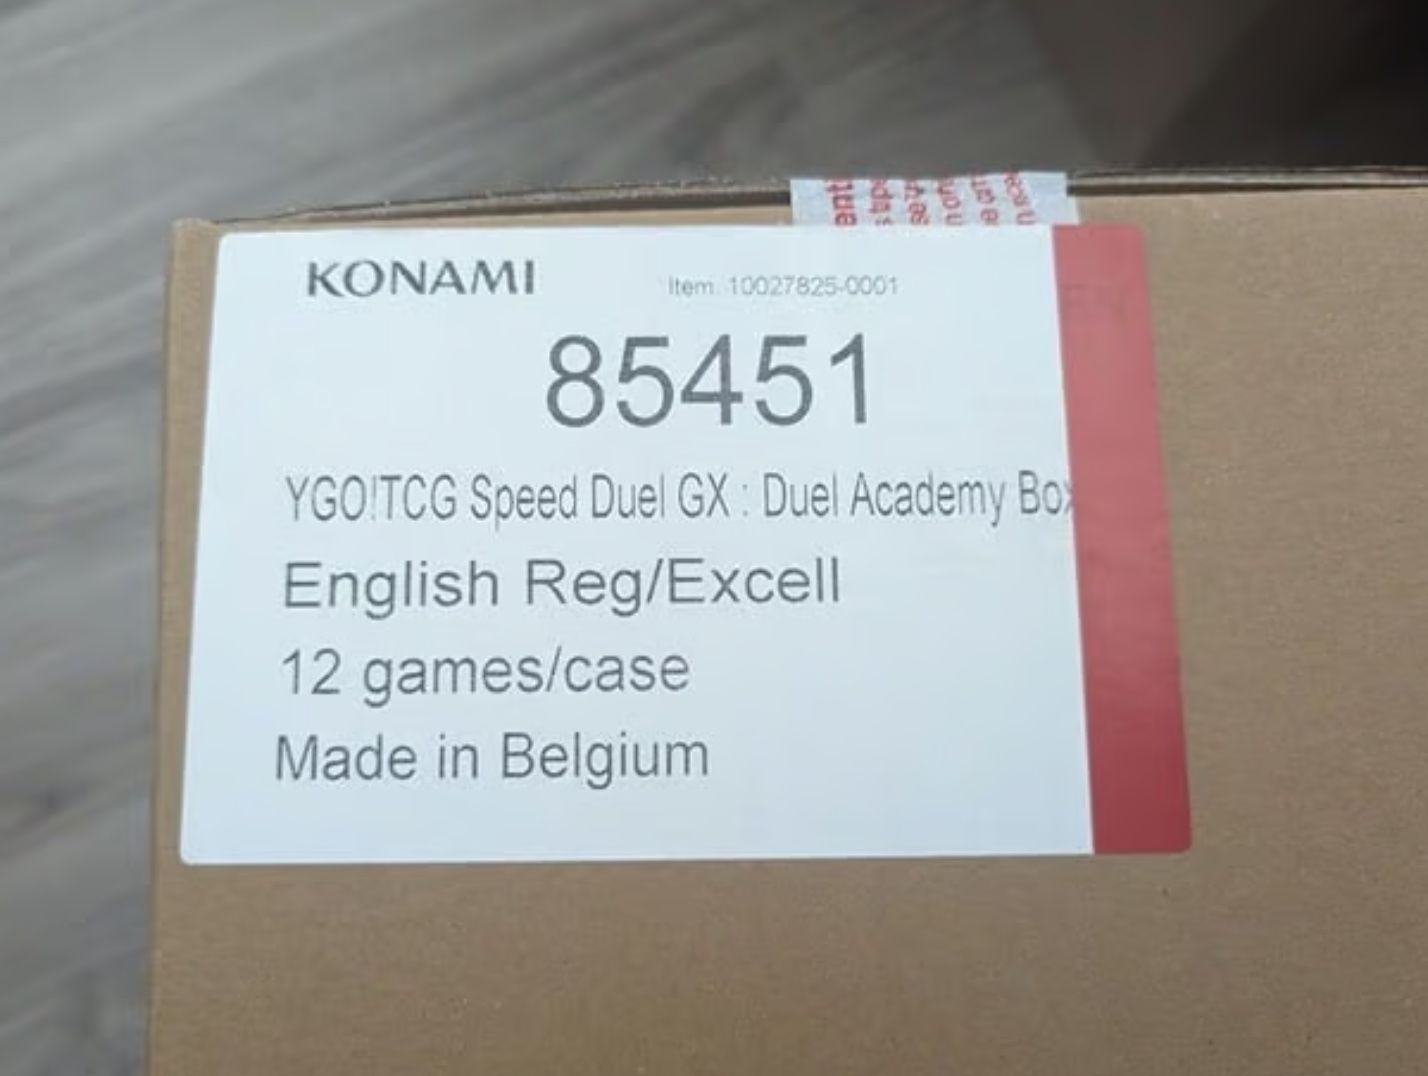 KONAMI
Item. 10027825-0001
85451
YGO!TCG Speed Duel GX : Duel Academy Box
English Reg/Excell
12 games/case
Made in Belgium